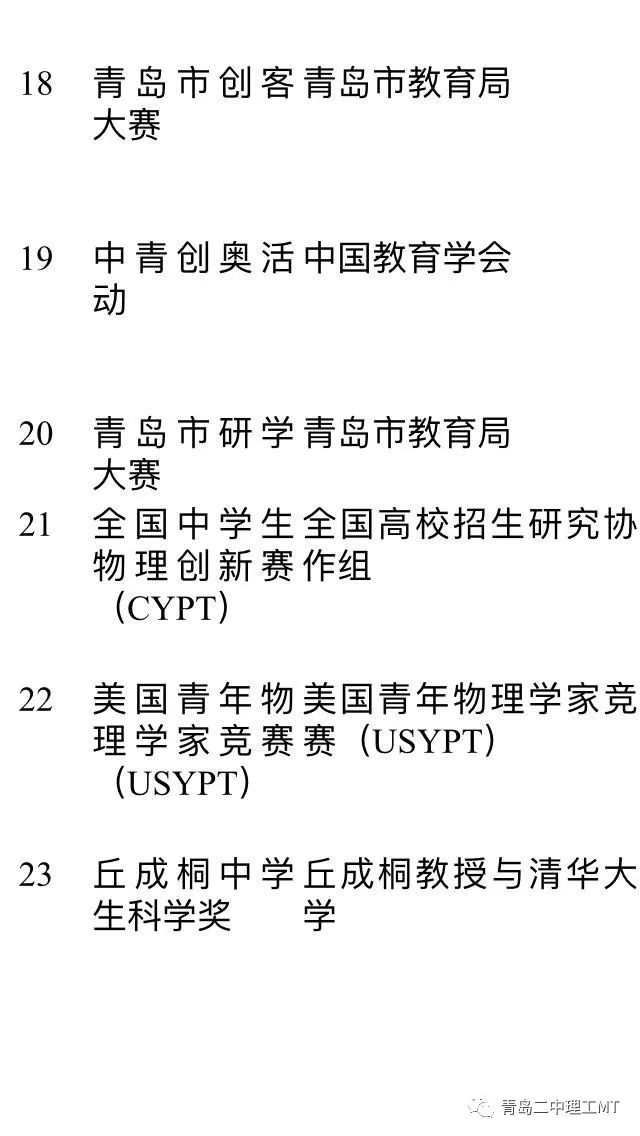 18 青岛市创客 青岛市教育局
大赛
19 中青创奥活 中国教育学会
动
20 青岛市研学 青岛市教育局
大赛
21 全国中学生 全国高校招生研究协
物理创新赛 作组
（CYPT）
22 美国青年物 美国青年物理学家竞
理学家竞赛 赛（USYPT）
（USYPT）
23 丘成桐中学 丘成桐教授与清华大
生科学奖 学
青岛二中理工MT